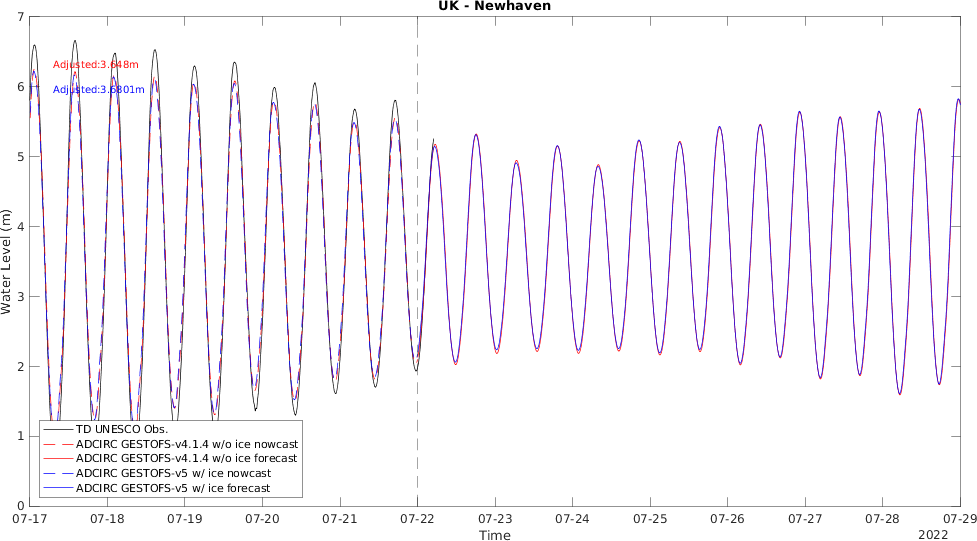 UK - Newhaven
7
6
5
4
3
2
1
0
Water Level (m)
Adjusted:3.648m
Adjusted:3.6801m
TD UNESCO Obs.
ADCIRC GESTOFS-v4.1.4 w/o ice nowcast
ADCIRC GESTOFS-v4.1.4 w/o ice forecast
ADCIRC GESTOFS-v5 w/ ice nowcast
ADCIRC GESTOFS-v5 w/ ice forecast
07-17 07-18 07-19 07-20 07-21 07-22 07-23 07-24 07-25 07-26 07-27 07-28 07-29
Time
2022